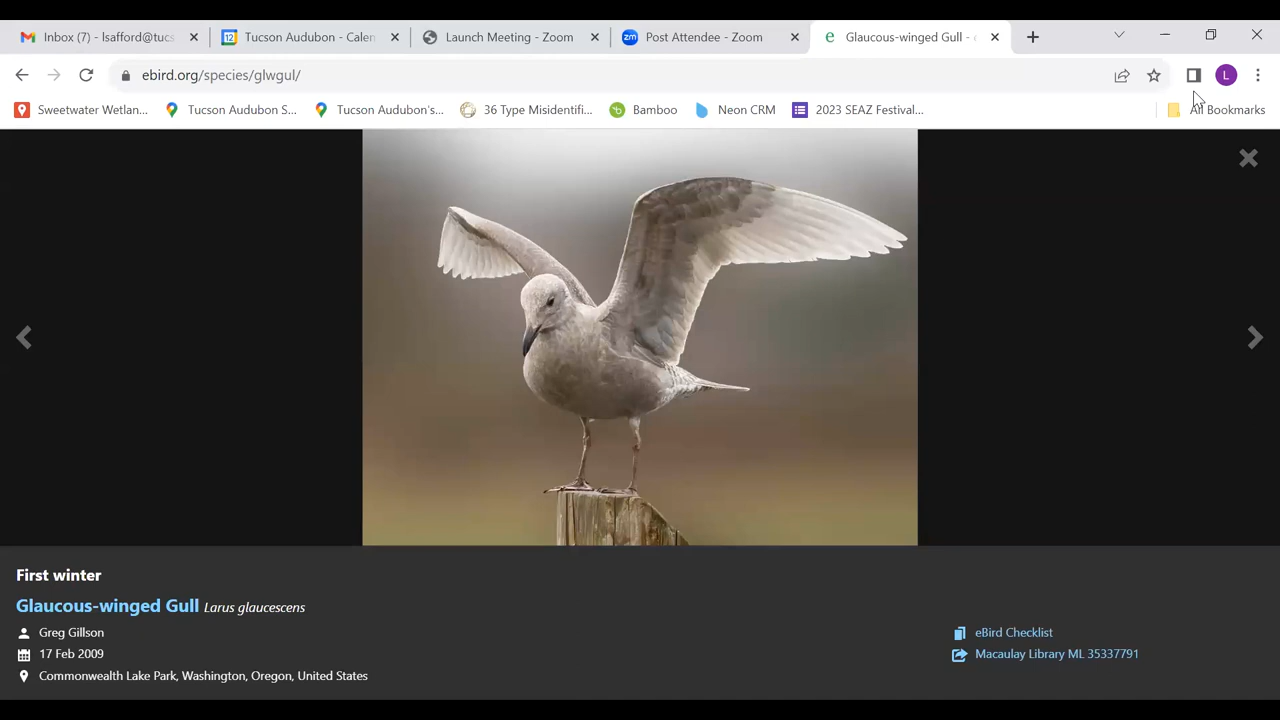 Inbox (7) - lsafford@tucs
Tucson Audubon - Calen
Launch Meeting - Zoom
Post Attendee - Zoom
Glaucous-winged Gull -
ebird.org/species/glwgul/
Sweetwater Wetlan...
Tucson Audubon S...
Tucson Audubon's...
36 Type Misidentifi...
Bamboo
Neon CRM
2023 SEAZ Festival...
All Bookmarks
First winter
Glaucous-winged Gull Larus glaucescens
Greg Gillson
17 Feb 2009
Commonwealth Lake Park, Washington, Oregon, United States
eBird Checklist
Macaulay Library ML 35337791